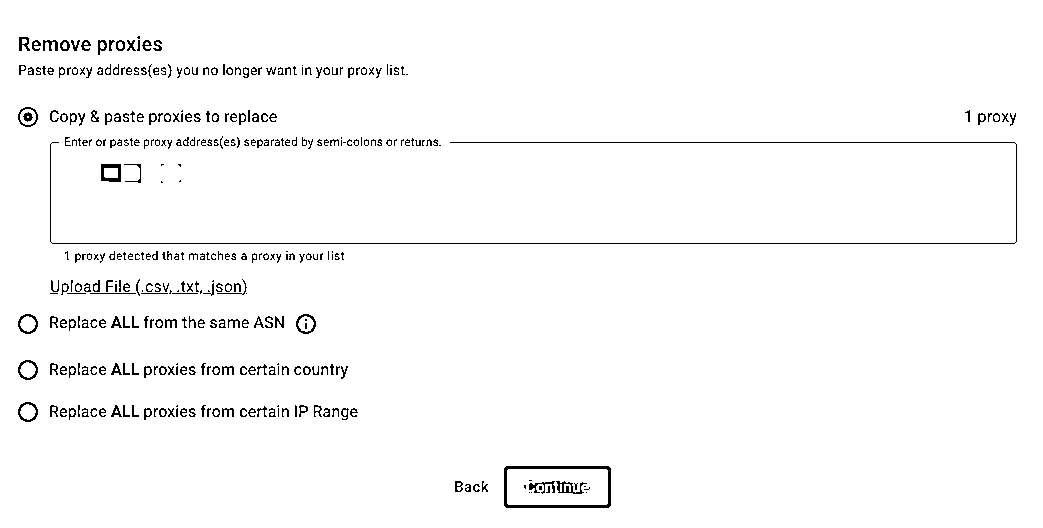 Remove proxies
Paste proxy address(es) you no longer want in your proxy list.
Copy & paste proxies to replace 1 proxy
Enter or paste proxy address(es) separated by semi-colons or returns.
1 proxy detected that matches a proxy in your list
Upload File (.csv, .txt, .json)
Replace ALL from the same ASN
Replace ALL proxies from certain country
Replace ALL proxies from certain IP Range
Back Continue